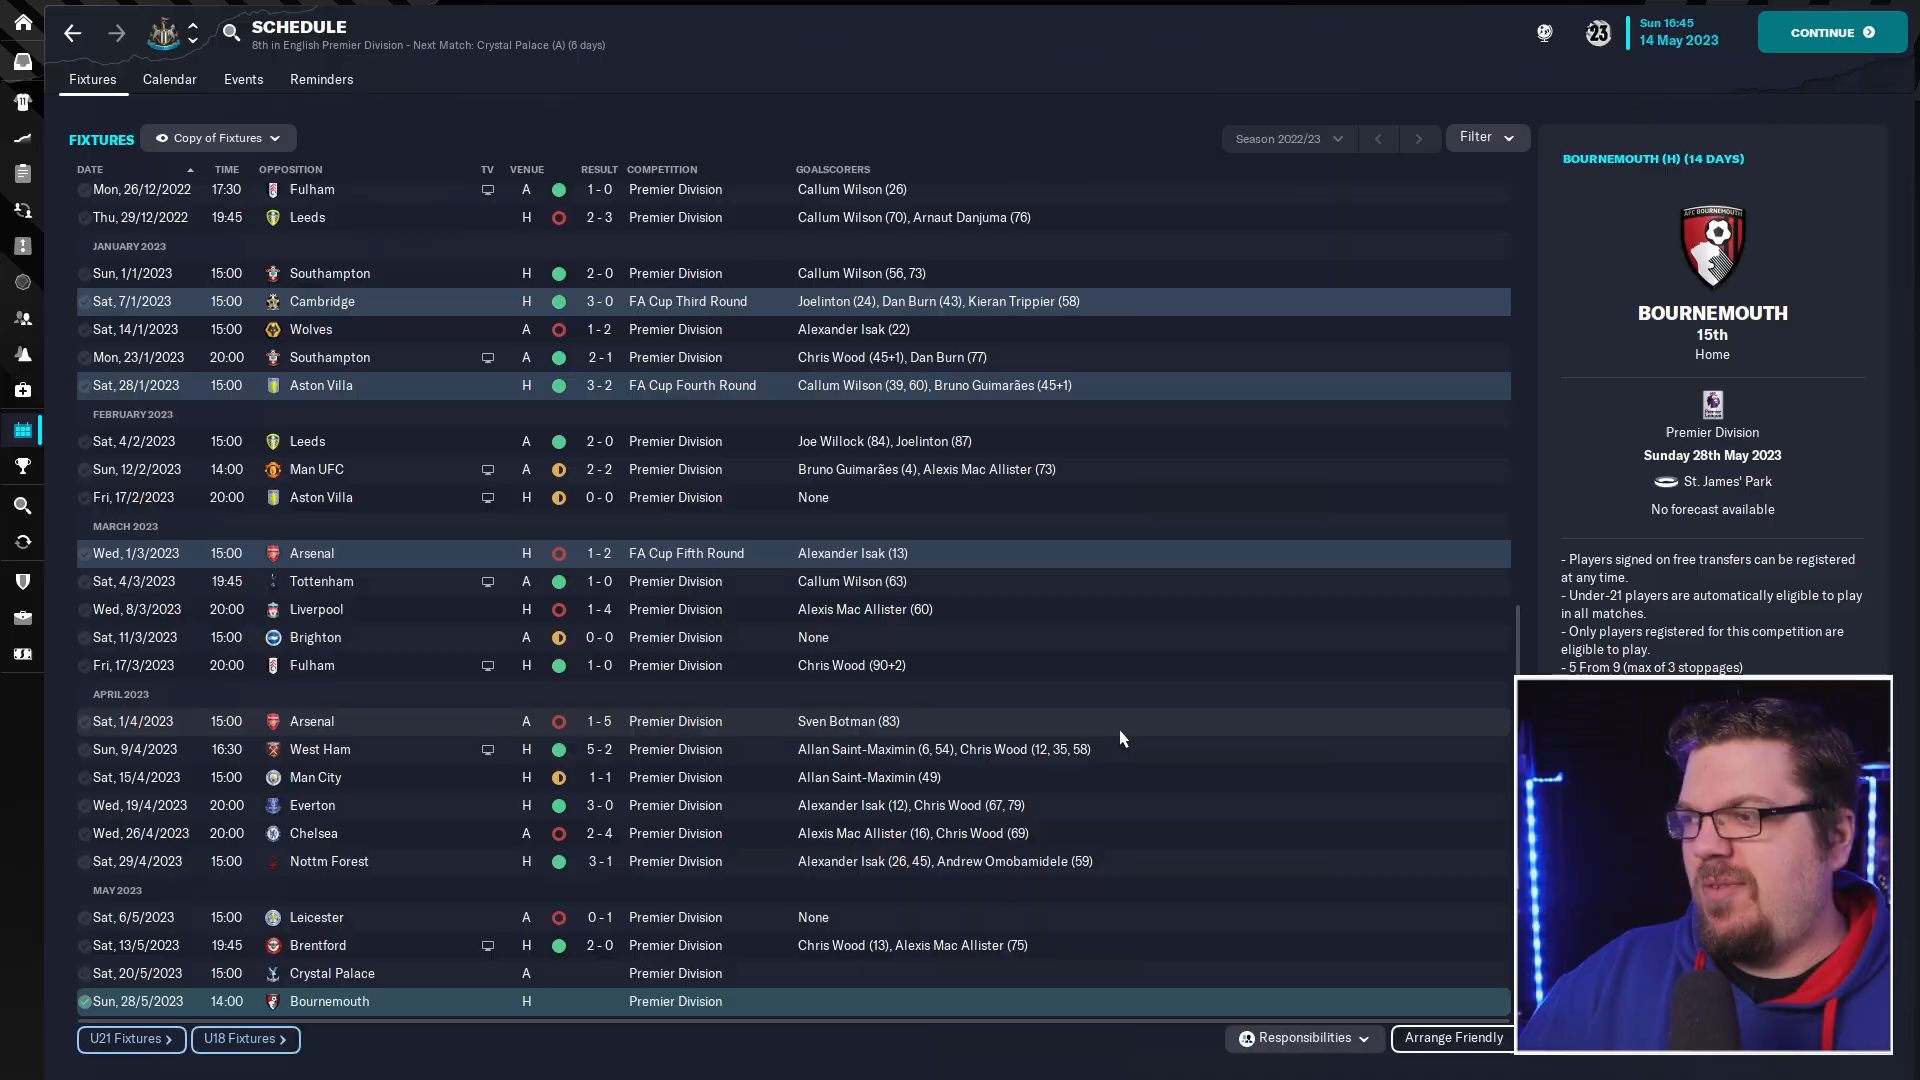 SCHEDULE
8th in English Premier Division - Next Match: Crystal Palace (A) (6 days)
23
Sun 16:45
14 May 2023
CONTINUE
Fixtures Calendar Events Reminders
FIXTURES Copy of Fixtures Season 2022/23 Filter
DATE TIME OPPOSITION TV VENUE RESULT COMPETITION GOALSCORERS
Mon, 26/12/2022 17:30 Fulham A 1 - 0 Premier Division Callum Wilson (26)
Thu, 29/12/2022 19:45 Leeds H 2 - 3 Premier Division Callum Wilson (70), Arnaut Danjuma (76)
JANUARY 2023
Sun, 1/1/2023 15:00 Southampton H 2 - 0 Premier Division Callum Wilson (56, 73)
Sat, 7/1/2023 15:00 Cambridge H 3 - 0 FA Cup Third Round Joelinton (24), Dan Burn (43), Kieran Trippier (58)
Sat, 14/1/2023 15:00 Wolves A 1 - 2 Premier Division Alexander Isak (22)
Mon, 23/1/2023 20:00 Southampton A 2 - 1 Premier Division Chris Wood (45+1), Dan Burn (77)
Sat, 28/1/2023 15:00 Aston Villa H 3 - 2 FA Cup Fourth Round Callum Wilson (39, 60), Bruno Guimarães (45+1)
FEBRUARY 2023
Sat, 4/2/2023 15:00 Leeds A 2 - 0 Premier Division Joe Willock (84), Joelinton (87)
Sun, 12/2/2023 14:00 Man UFC A 2 - 2 Premier Division Bruno Guimarães (4), Alexis Mac Allister (73)
Fri, 17/2/2023 20:00 Aston Villa H 0 - 0 Premier Division None
MARCH 2023
Wed, 1/3/2023 15:00 Arsenal H 1 - 2 FA Cup Fifth Round Alexander Isak (13)
Sat, 4/3/2023 19:45 Tottenham A 1 - 0 Premier Division Callum Wilson (63)
Wed, 8/3/2023 20:00 Liverpool H 1 - 4 Premier Division Alexis Mac Allister (60)
Sat, 11/3/2023 15:00 Brighton A 0 - 0 Premier Division None
Fri, 17/3/2023 20:00 Fulham H 1 - 0 Premier Division Chris Wood (90+2)
APRIL 2023
Sat, 1/4/2023 15:00 Arsenal A 1 - 5 Premier Division Sven Botman (83)
Sun, 9/4/2023 16:30 West Ham H 5 - 2 Premier Division Allan Saint-Maximin (6, 54), Chris Wood (12, 35, 58)
Sat, 15/4/2023 15:00 Man City H 1 - 1 Premier Division Allan Saint-Maximin (49)
Wed, 19/4/2023 20:00 Everton H 3 - 0 Premier Division Alexander Isak (12), Chris Wood (67, 79)
Wed, 26/4/2023 20:00 Chelsea A 2 - 4 Premier Division Alexis Mac Allister (16), Chris Wood (69)
Sat, 29/4/2023 15:00 Nottm Forest H 3 - 1 Premier Division Alexander Isak (26, 45), Andrew Omobamidele (59)
MAY 2023
Sat, 6/5/2023 15:00 Leicester A 0 - 1 Premier Division None
Sat, 13/5/2023 19:45 Brentford H 2 - 0 Premier Division Chris Wood (13), Alexis Mac Allister (75)
Sat, 20/5/2023 15:00 Crystal Palace A Premier Division
Sun, 28/5/2023 14:00 Bournemouth H Premier Division
U21 Fixtures U18 Fixtures Responsibilities Arrange Friendly
BOURNEMOUTH (H) (14 DAYS)
AFC BOURNEMOUTH
BOURNEMOUTH
15th
Home
Premier Division
Sunday 28th May 2023
St. James' Park
No forecast available
- Players signed on free transfers can be registered
at any time.
- Under-21 players are automatically eligible to play
in all matches.
- Only players registered for this competition are
eligible to play.
- 5 From 9 (max of 3 stoppages)